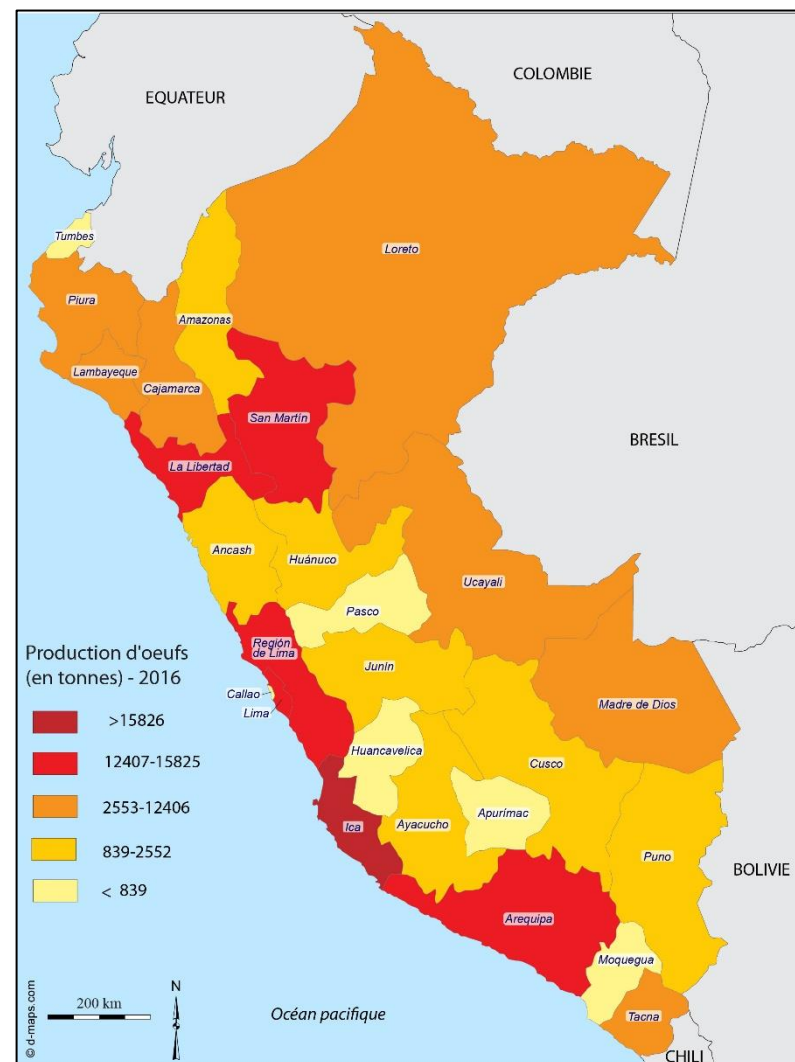 COLOMBIE
EQUATEUR
Tumbes
Loreto
Piura
Amazonas
Lambayeque
Cajamarca
San Martín
BRESIL
La Libertad
Ancash
Huánuco
Ucayali
Pasco
Región
de Lima
Production d'oeufs
(en tonnes) - 2016
Junín
Callao
Lima
Madre de Dios
>15826
Huancavelica
Cusco
12407-15825
Apurímac
Ica
Ayacucho
2553-12406
Puno
839-2552
BOLIVIE
< 839
Arequipa
Moquegua
© d-maps.com
200 km
N
Océan pacifique
Tacna
CHILI